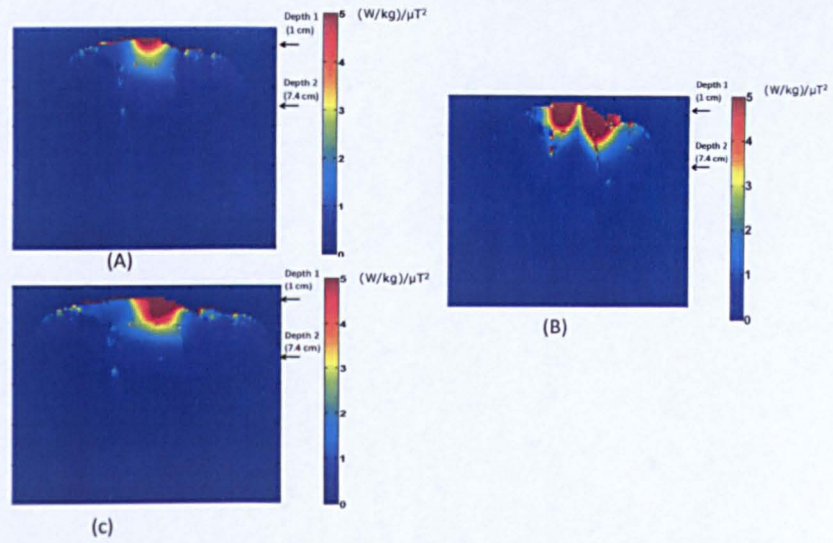 Depth 1
(1 cm)
Depth 2
(7.4 cm)
5
4
3
2
1
0
(W/kg)/µT²
(A)
Depth 1
(1 cm)
Depth 2
(7.4 cm)
5
4
3
2
1
0
(W/kg)/µT²
(B)
Depth 1
(1 cm)
Depth 2
(7.4 cm)
5
4
3
2
1
0
(W/kg)/µT²
(c)